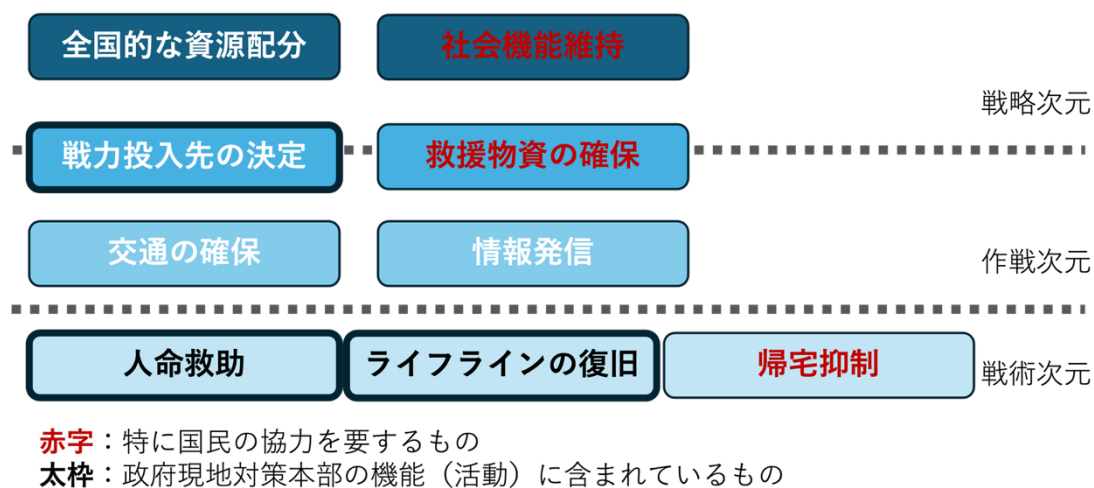 全国的な資源配分
社会機能維持
戦略次元
戦力投入先の決定
救援物資の確保
交通の確保
情報発信
作戦次元
人命救助
ライフラインの復旧
帰宅抑制
戦術次元
赤字：特に国民の協力を要するもの
太枠：政府現地対策本部の機能（活動）に含まれているもの